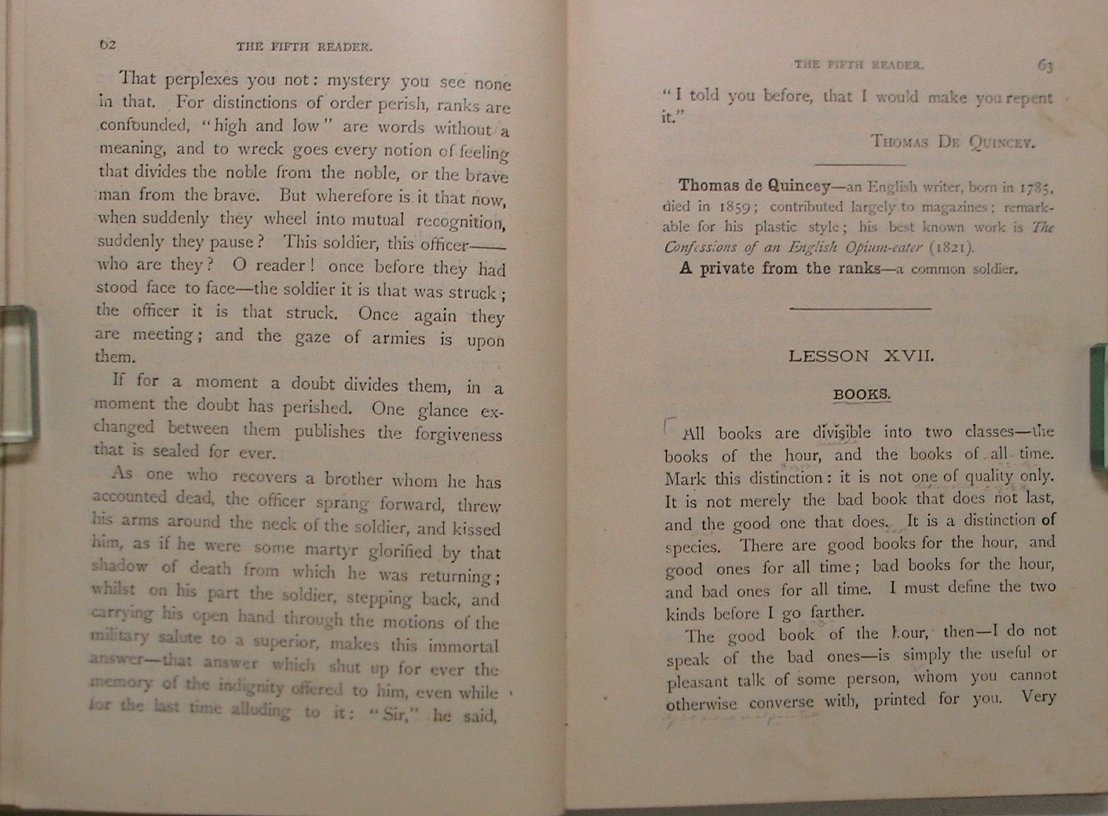 62
THE FIFTH READER.
That perplexes you not: mystery you see none
in that. For distinctions of order perish, ranks are
confounded, "high and low" are words without a
meaning, and to wreck goes every notion of feeling
that divides the noble from the noble, or the brave
man from the brave. But wherefore is it that now,
when suddenly they wheel into mutual recognition,
suddenly they pause? This soldier, this officer——
who are they? O reader! once before they had
stood face to face—the soldier it is that was struck;
the officer it is that struck. Once again they
are meeting; and the gaze of armies is upon
them.
If for a moment a doubt divides them, in a
moment the doubt has perished. One glance ex-
changed between them publishes the forgiveness
that is sealed for ever.
As one who recovers a brother whom he has
accounted dead, the officer sprang forward, threw
his arms around the neck of the soldier, and kissed
him, as if he were some martyr glorified by that
shadow of death from which he was returning;
whilst on his part the soldier, stepping back, and
carrying his open hand through the motions of the
military salute to a superior, makes this immortal
answer—that answer which shut up for ever the
memory of the indignity offered to him, even while
for the last time alluding to it: "Sir," he said,
THE FIFTH READER.
63
"I told you before, that I would make you repent
it."
THOMAS DE QUINCEY.
Thomas de Quincey—an English writer, born in 1785,
died in 1859; contributed largely to magazines; remark-
able for his plastic style; his best known work is The
Confessions of an English Opium-eater (1821).
A private from the ranks—a common soldier.
LESSON XVII.
BOOKS.
All books are divisible into two classes—the
books of the hour, and the books of all time.
Mark this distinction: it is not one of quality only.
It is not merely the bad book that does not last,
and the good one that does. It is a distinction of
species. There are good books for the hour, and
good ones for all time; bad books for the hour,
and bad ones for all time. I must define the two
kinds before I go farther.
The good book of the hour, then—I do not
speak of the bad ones—is simply the useful or
pleasant talk of some person, whom you cannot
otherwise converse with, printed for you. Very